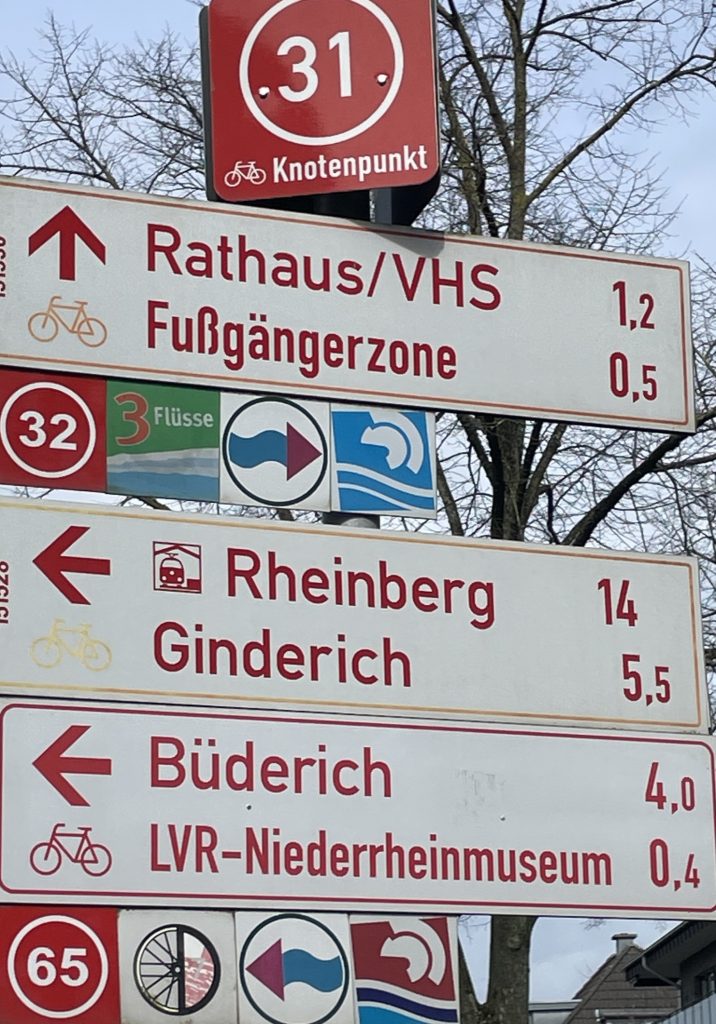 31
Knotenpunkt
Rathaus/VHS 1,2
Fußgängerzone 0,5
32 3 Flüsse
Rheinberg 14
Ginderich 5,5
Büderich 4,0
LVR-Niederrheinmuseum 0,4
65